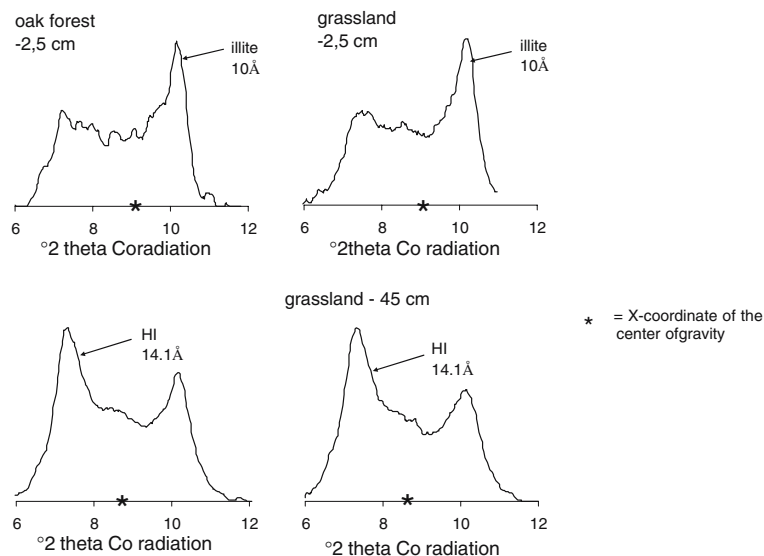 oak forest
-2,5 cm
illite
10Å
6 8 10 12
°2 theta Coradiation
grassland
-2,5 cm
illite
10Å
6 8 10 12
°2theta Co radiation
grassland - 45 cm
HI
14.1Å
6 8 10 12
°2 theta Co radiation
HI
14.1Å
6 8 10 12
°2 theta Co radiation
* = X-coordinate of the
center ofgravity